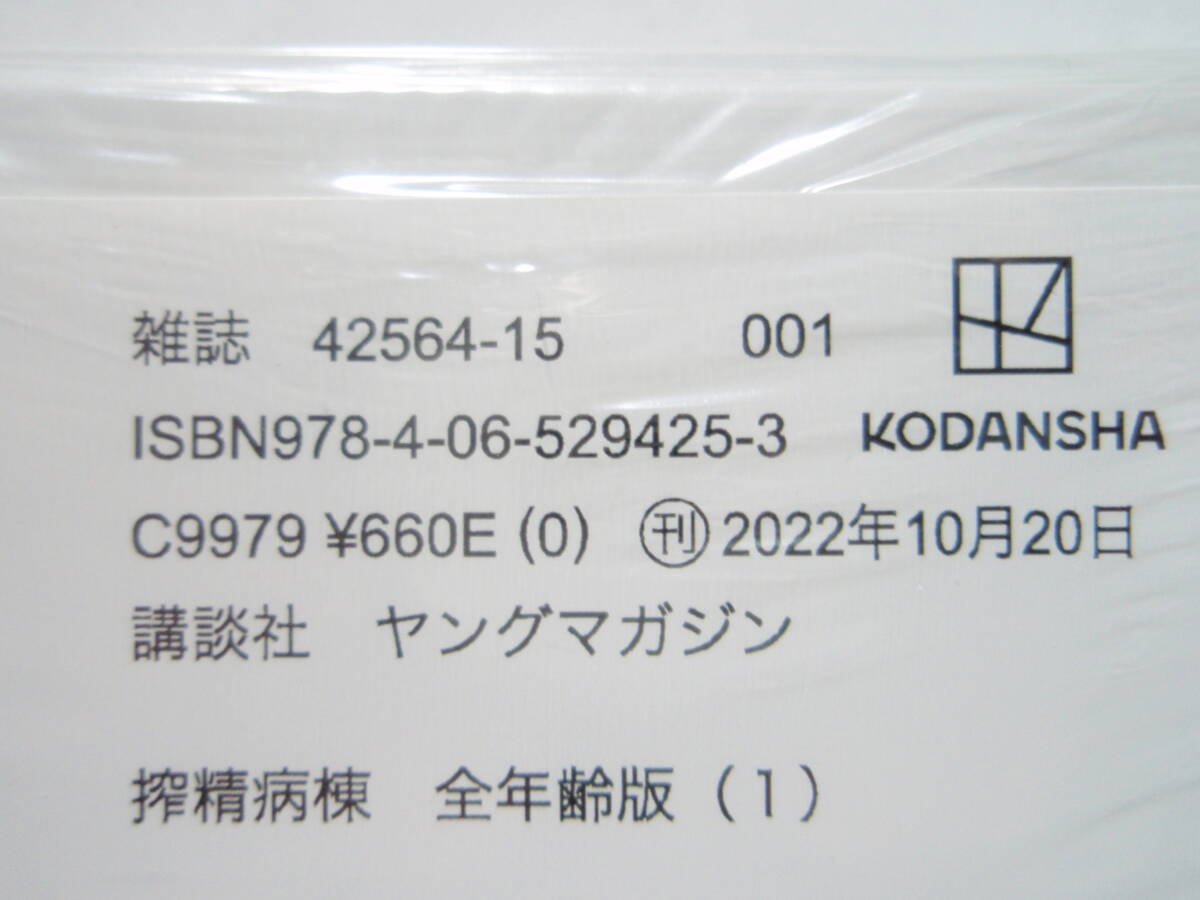 雑誌 42564-15 001
ISBN978-4-06-529425-3 KODANSHA
C9979 ¥660E (0) ㊞2022年10月20日
講談社 ヤングマガジン
搾精病棟 全年齢版（1）